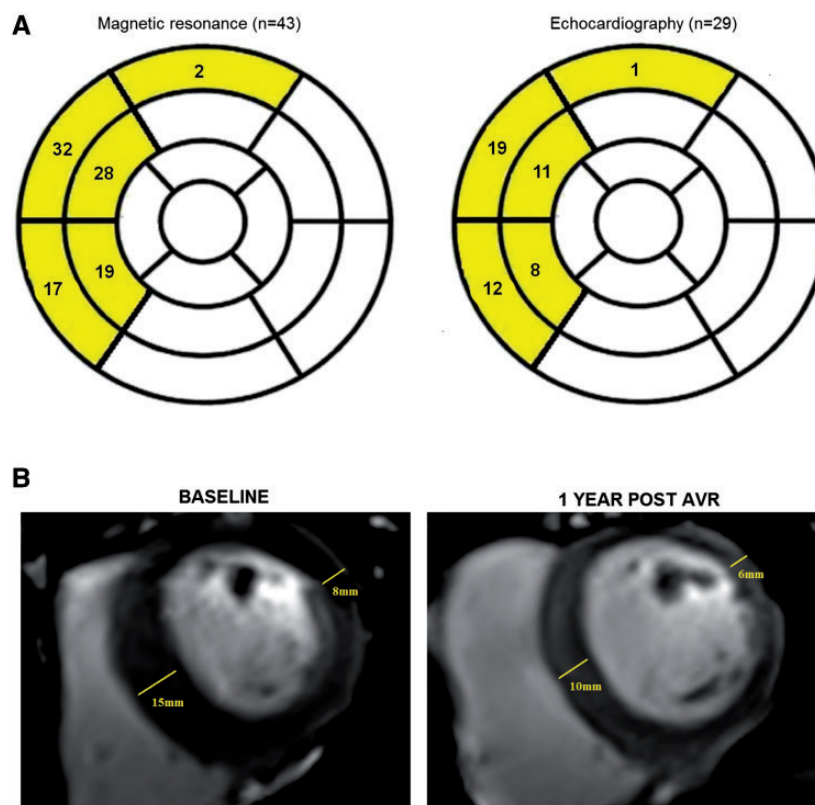 A
Magnetic resonance (n=43)
Echocardiography (n=29)
2
32
28
19
17
1
19
11
8
12
B
BASELINE
1 YEAR POST AVR
8mm
15mm
6mm
10mm